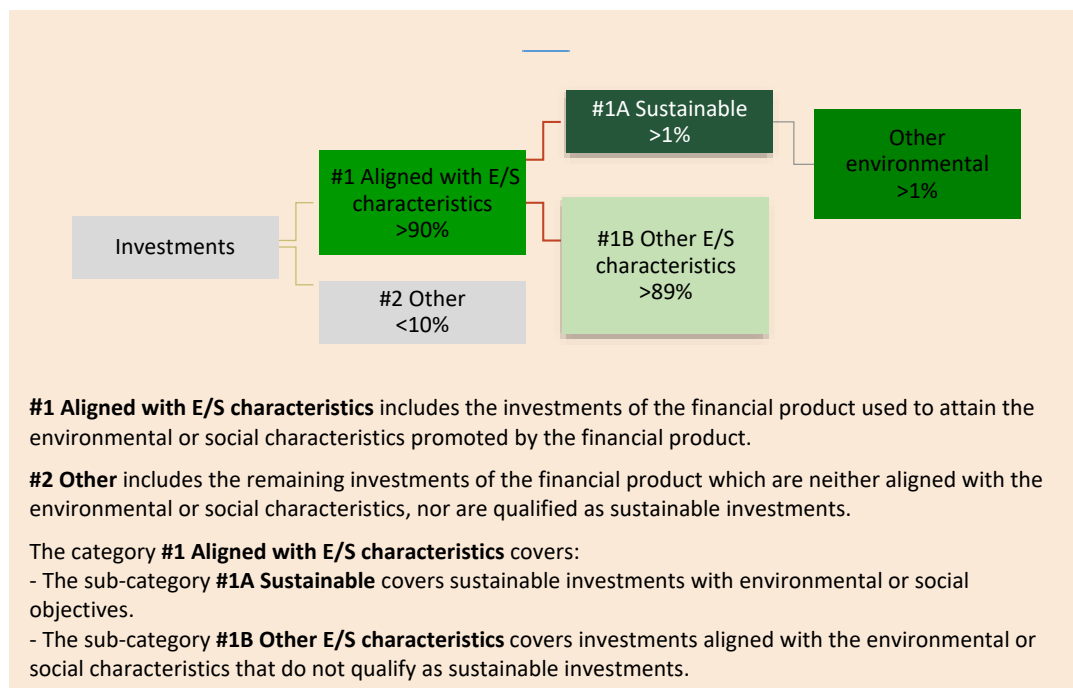 #1A Sustainable
>1%
Other
environmental
>1%
#1 Aligned with E/S
characteristics
>90%
Investments
#1B Other E/S
characteristics
>89%
#2 Other
<10%
#1 Aligned with E/S characteristics includes the investments of the financial product used to attain the
environmental or social characteristics promoted by the financial product.
#2 Other includes the remaining investments of the financial product which are neither aligned with the
environmental or social characteristics, nor are qualified as sustainable investments.
The category #1 Aligned with E/S characteristics covers:
- The sub-category #1A Sustainable covers sustainable investments with environmental or social
objectives.
- The sub-category #1B Other E/S characteristics covers investments aligned with the environmental or
social characteristics that do not qualify as sustainable investments.